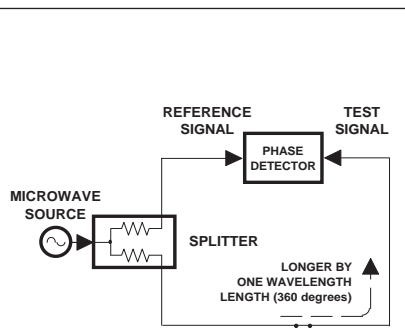 REFERENCE
SIGNAL
TEST
SIGNAL
PHASE
DETECTOR
MICROWAVE
SOURCE
SPLITTER
LONGER BY
ONE WAVELENGTH
LENGTH (360 degrees)